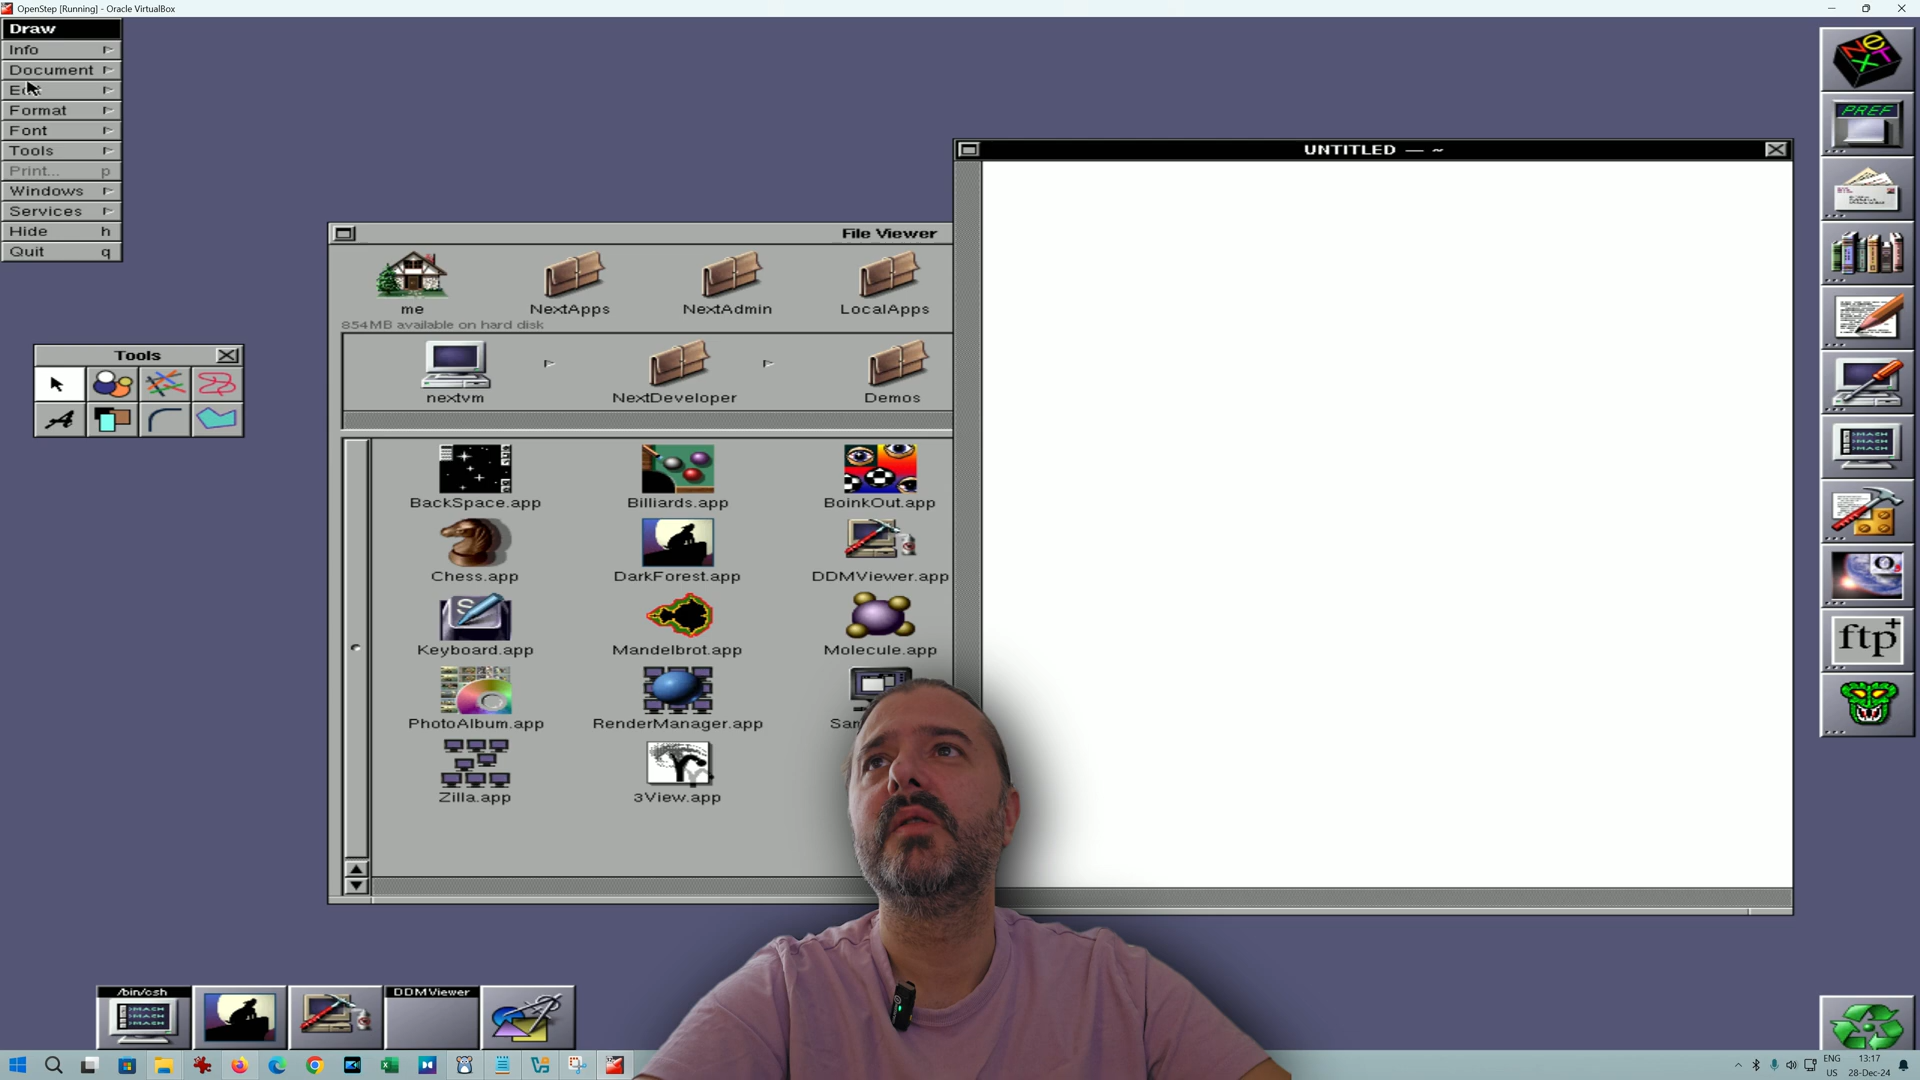 OpenStep [Running] - Oracle VirtualBox
Draw
Info
Document
Format
Font
Tools
Print... p
Windows
Services
Hide h
Quit q
Tools
File Viewer
me
NextApps
NextAdmin
LocalApps
854MB available on hard disk
nextvm
NextDeveloper
Demos
BackSpace.app
Billiards.app
BoinkOut.app
Chess.app
DarkForest.app
DDMViewer.app
Keyboard.app
Mandelbrot.app
Molecule.app
PhotoAlbum.app
RenderManager.app
Zilla.app
3View.app
UNTITLED — ~
NeXT
PREF
ftp+
/bin/csh
DDMViewer
ENG
US
13:17
28-Dec-24